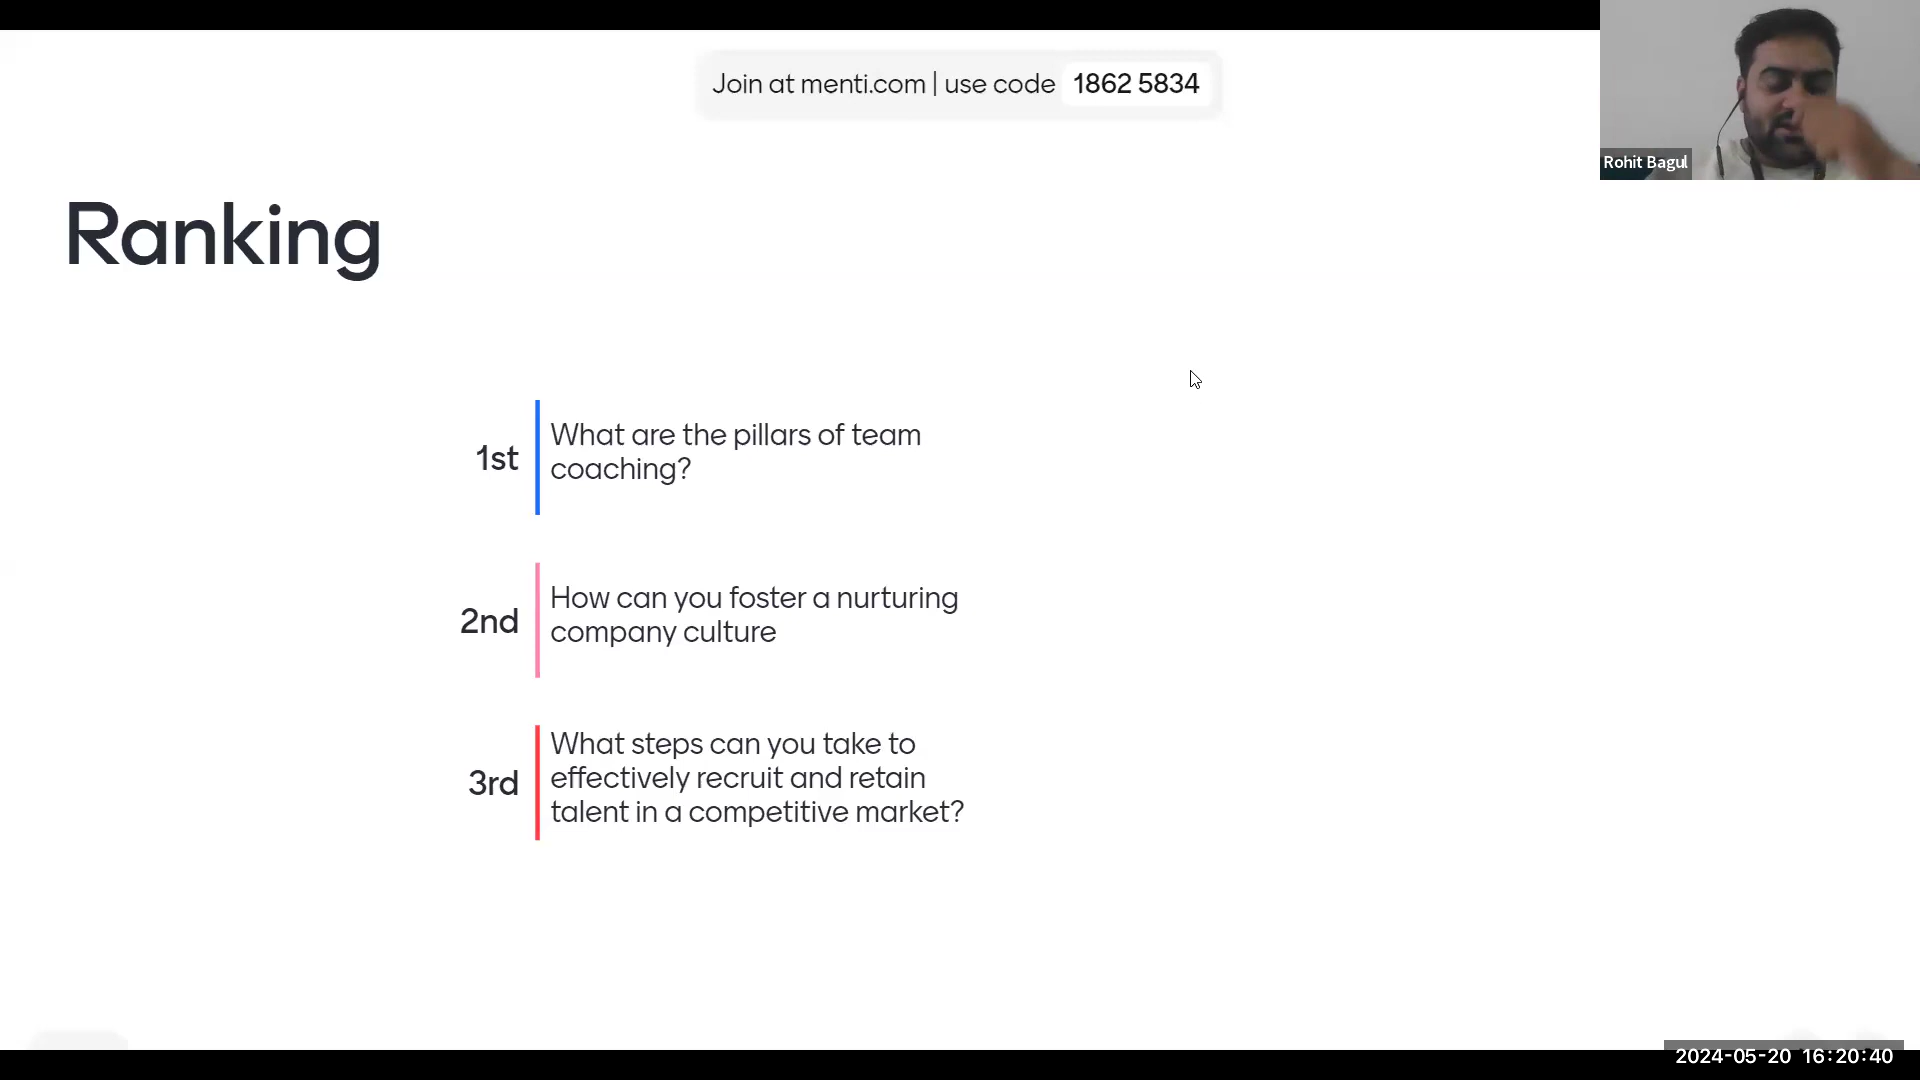 Join at menti.com | use code 1862 5834
Rohit Bagul
Ranking
1st
What are the pillars of team
coaching?
2nd
How can you foster a nurturing
company culture
3rd
What steps can you take to
effectively recruit and retain
talent in a competitive market?
2024-05-20 16:20:40